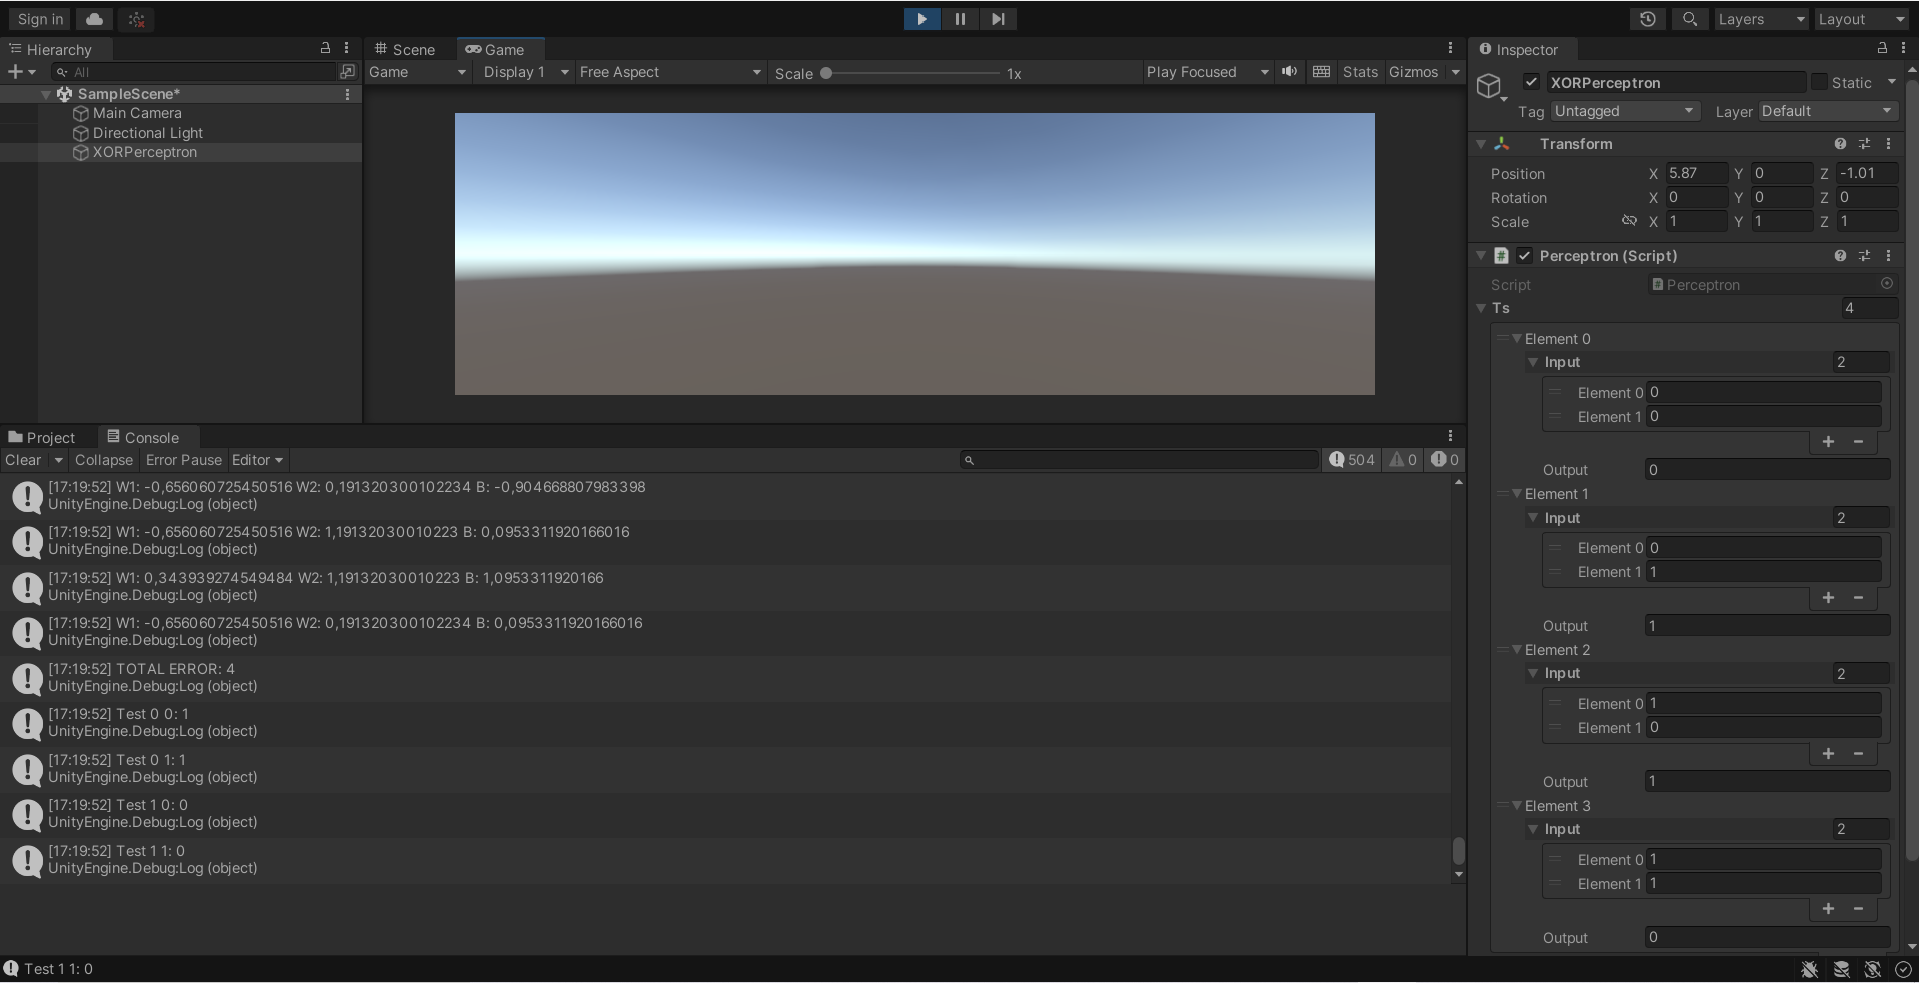 Sign in
Layers
Layout
Hierarchy
Scene
Game
Inspector
All
Game
Display 1
Free Aspect
Scale
1x
Play Focused
Stats
Gizmos
SampleScene*
Main Camera
Directional Light
XORPerceptron
XORPerceptron
Static
Tag
Untagged
Layer
Default
Transform
Position X 5.87 Y 0 Z -1.01
Rotation X 0 Y 0 Z 0
Scale X 1 Y 1 Z 1
# Perceptron (Script)
Script # Perceptron
Ts 4
Element 0
Input 2
Element 0 0
Element 1 0
Output 0
Element 1
Input 2
Element 0 0
Element 1 1
Output 1
Element 2
Input 2
Element 0 1
Element 1 0
Output 1
Element 3
Input 2
Element 0 1
Element 1 1
Output 0
Project
Console
Clear
Collapse
Error Pause
Editor
504
0
0
[17:19:52] W1: -0,656060725450516 W2: 0,191320300102234 B: -0,904668807983398
UnityEngine.Debug:Log (object)
[17:19:52] W1: -0,656060725450516 W2: 1,19132030010223 B: 0,0953311920166016
UnityEngine.Debug:Log (object)
[17:19:52] W1: 0,343939274549484 W2: 1,19132030010223 B: 1,0953311920166
UnityEngine.Debug:Log (object)
[17:19:52] W1: -0,656060725450516 W2: 0,191320300102234 B: 0,0953311920166016
UnityEngine.Debug:Log (object)
[17:19:52] TOTAL ERROR: 4
UnityEngine.Debug:Log (object)
[17:19:52] Test 0 0: 1
UnityEngine.Debug:Log (object)
[17:19:52] Test 0 1: 1
UnityEngine.Debug:Log (object)
[17:19:52] Test 1 0: 0
UnityEngine.Debug:Log (object)
[17:19:52] Test 1 1: 0
UnityEngine.Debug:Log (object)
Test 1 1: 0